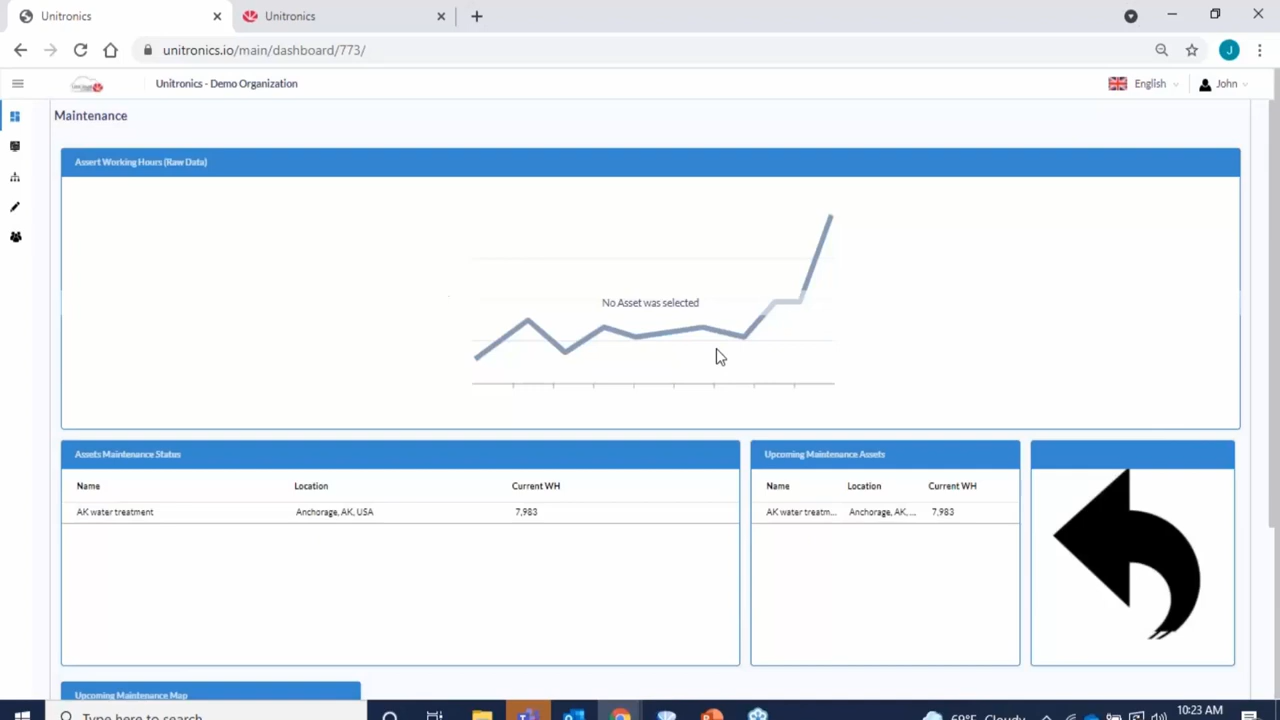 Unitronics
Unitronics
unitronics.io/main/dashboard/773/
J
Unitronics - Demo Organization
English
John
Maintenance
Assert Working Hours (Raw Data)
No Asset was selected
Assets Maintenance Status
Name Location Current WH
AK water treatment Anchorage, AK, USA 7,983
Upcoming Maintenance Assets
Name Location Current WH
AK water treatm... Anchorage, AK, ... 7,983
Upcoming Maintenance Map
Type here to search
69°F Cloudy
10:23 AM